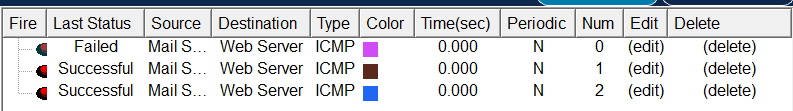 Fire Last Status Source Destination Type Color Time(sec) Periodic Num Edit Delete
Failed Mail S... Web Server ICMP 0.000 N 0 (edit) (delete)
Successful Mail S... Web Server ICMP 0.000 N 1 (edit) (delete)
Successful Mail S... Web Server ICMP 0.000 N 2 (edit) (delete)